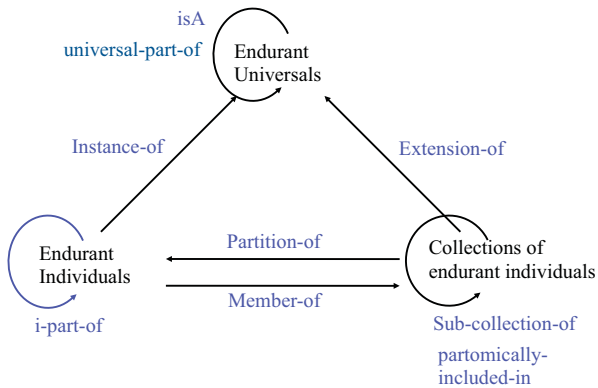 isA
universal-part-of
Endurant
Universals
Instance-of
Extension-of
Endurant
Individuals
Partition-of
Collections of
endurant individuals
Member-of
i-part-of
Sub-collection-of
partomically-
included-in